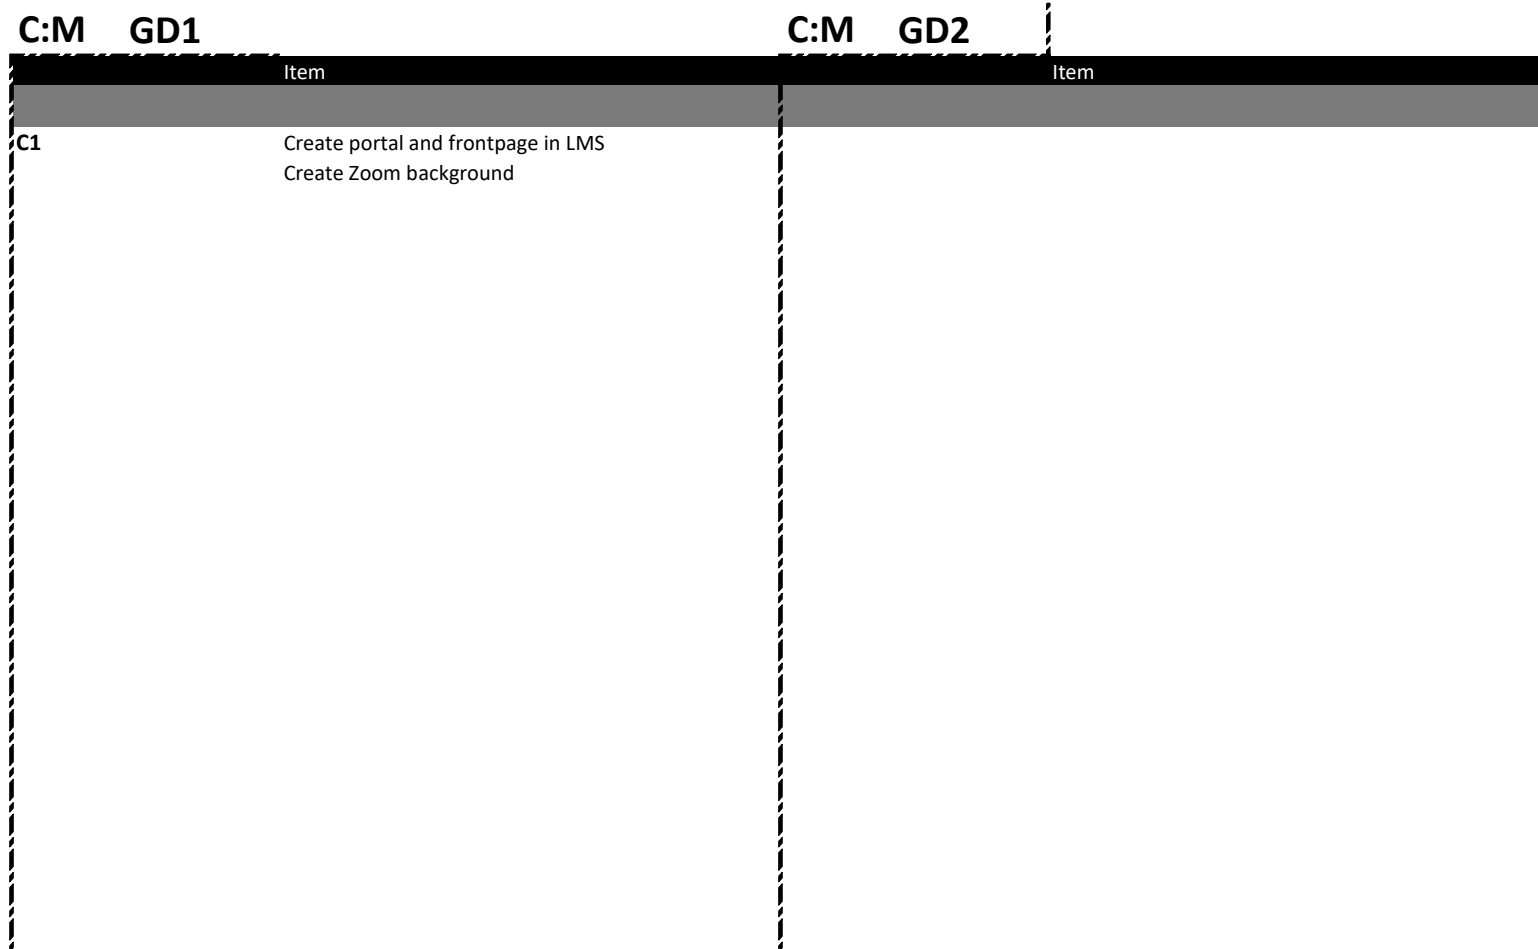 C:M GD1 C:M GD2
Item Item
C1 Create portal and frontpage in LMS
Create Zoom background